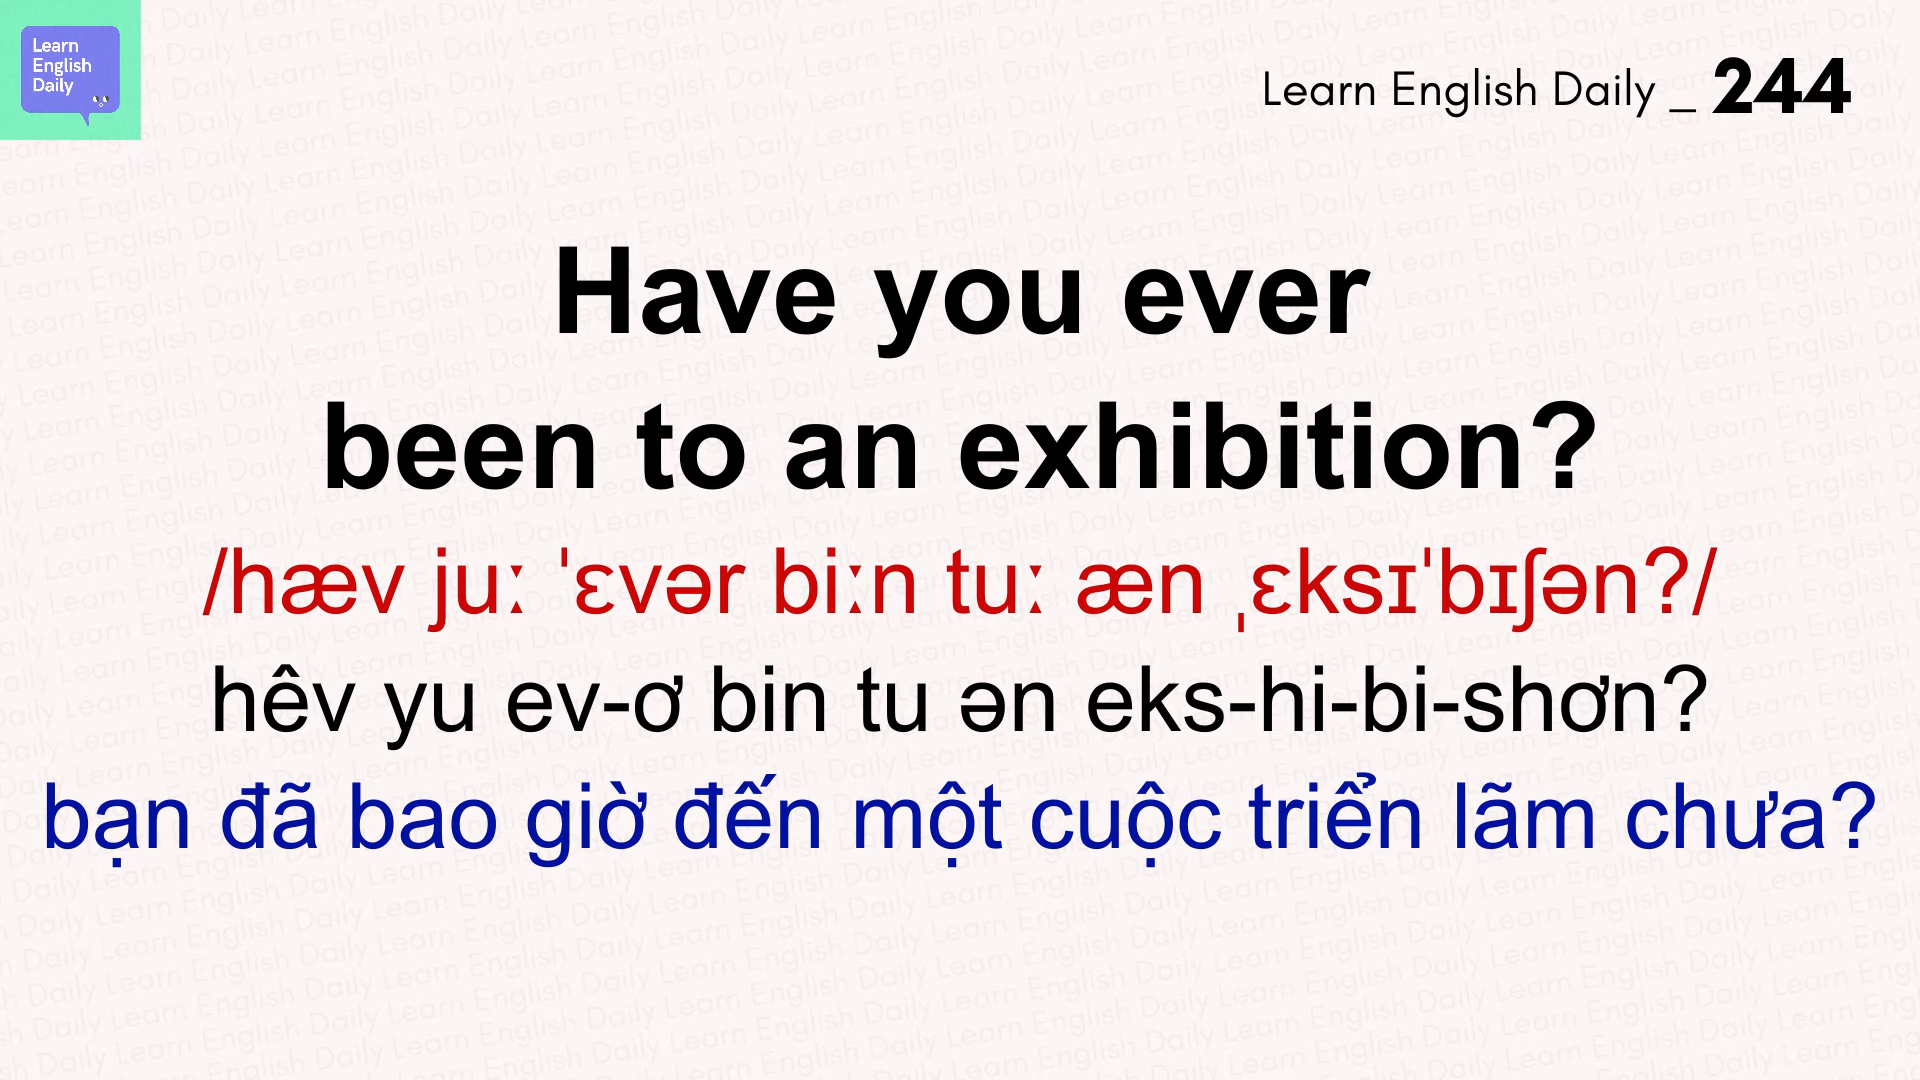 Learn
English
Daily
Learn English Daily _ 244
Have you ever
been to an exhibition?
/hæv juː ˈɛvər biːn tuː æn ˌɛksɪˈbɪʃən?/
hêv yu ev-ơ bin tu ən eks-hi-bi-shơn?
bạn đã bao giờ đến một cuộc triển lãm chưa?